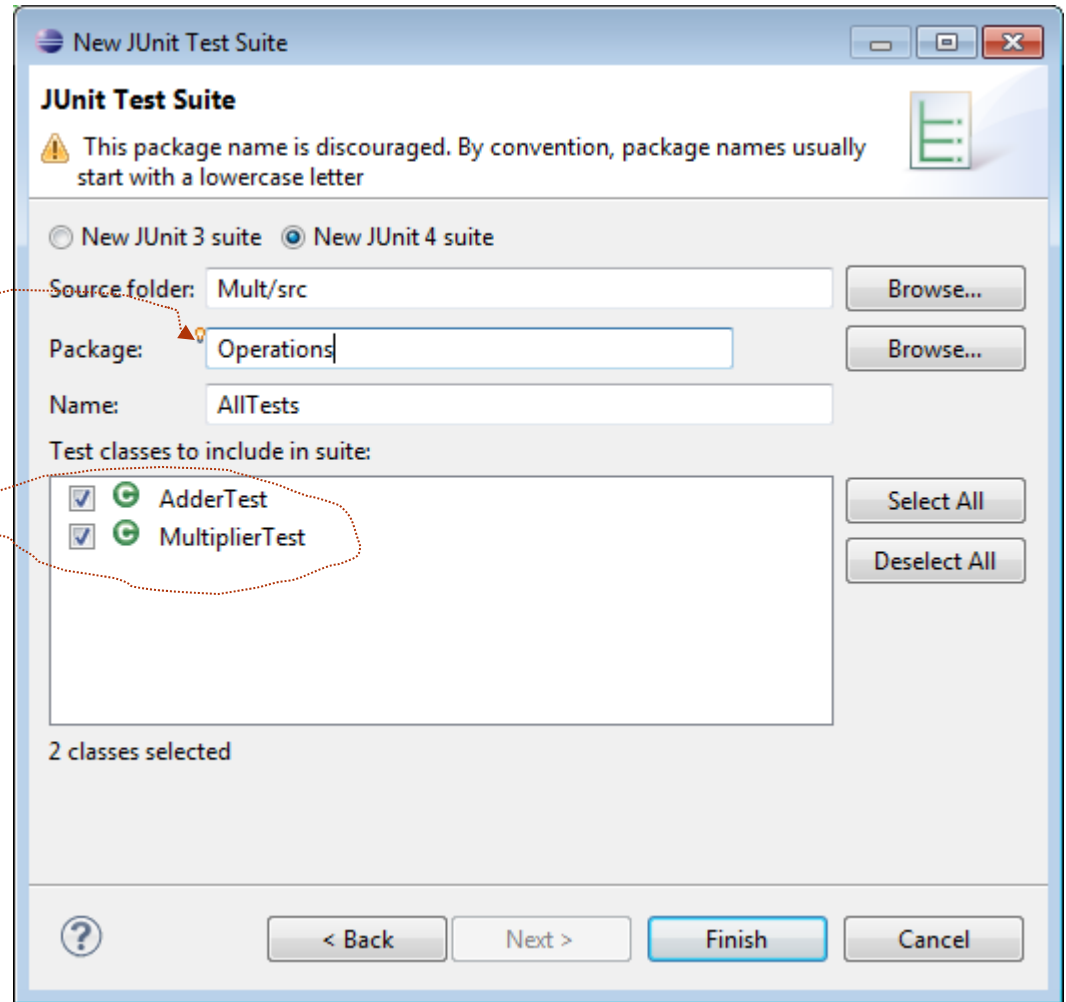 New JUnit Test Suite
JUnit Test Suite
This package name is discouraged. By convention, package names usually
start with a lowercase letter
New JUnit 3 suite New JUnit 4 suite
Source folder: Mult/src Browse...
Package: Operations Browse...
Name: AllTests
Test classes to include in suite:
AdderTest Select All
MultiplierTest
Deselect All
2 classes selected
? < Back Next > Finish Cancel